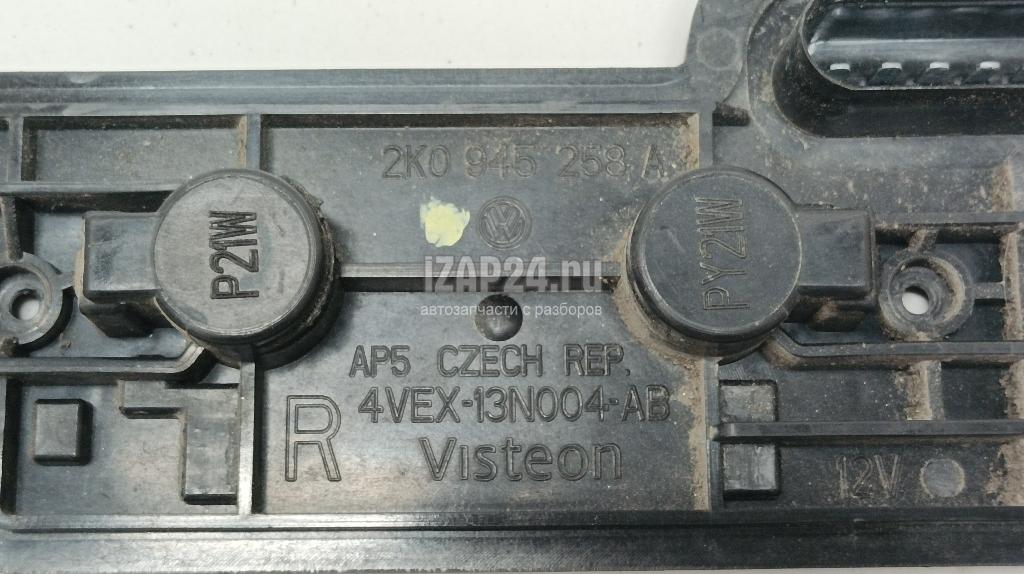 2K0 945 258 A
P21W
PY21W
iZAP24.ru
автозапчасти с разборов
AP5 CZECH REP.
4VEX-13N004-AB
R
Visteon
12V